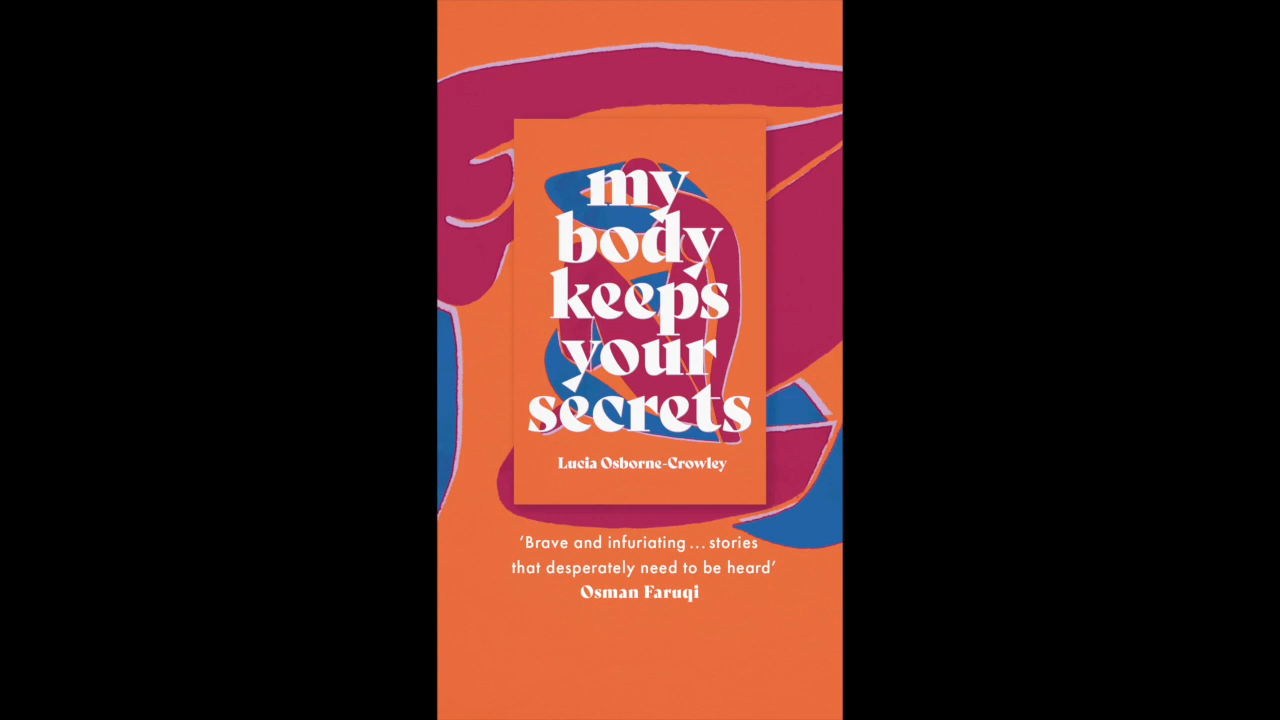 my
body
keeps
your
secrets
Lucia Osborne-Crowley
‘Brave and infuriating ... stories
that desperately need to be heard’
Osman Faruqi